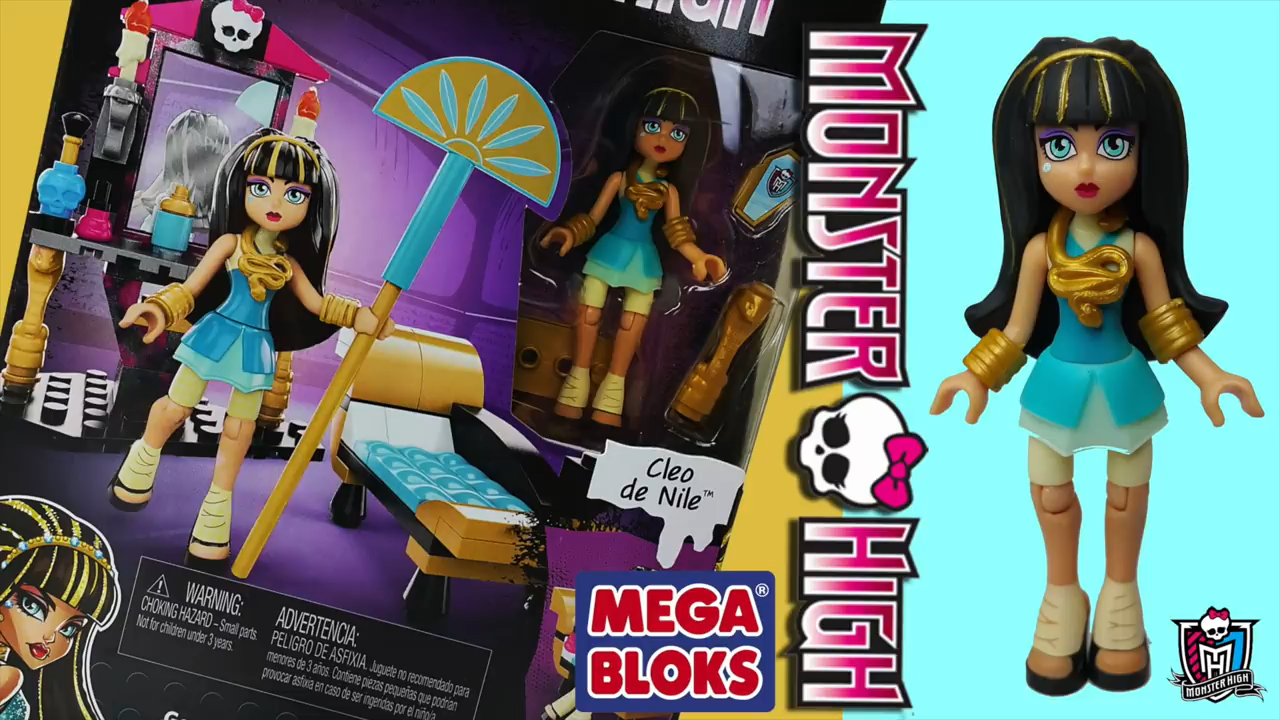 Cleo
de Nile™
WARNING:
CHOKING HAZARD – Small parts.
Not for children under 3 years.
ADVERTENCIA:
PELIGRO DE ASFIXIA. Juguete no recomendado para
menores de 3 años. Contiene piezas pequeñas que podrían
provocar asfixia en caso de ser ingeridas por el niño/a.
MEGA
BLOKS®
MONSTER HIGH
MONSTER HIGH